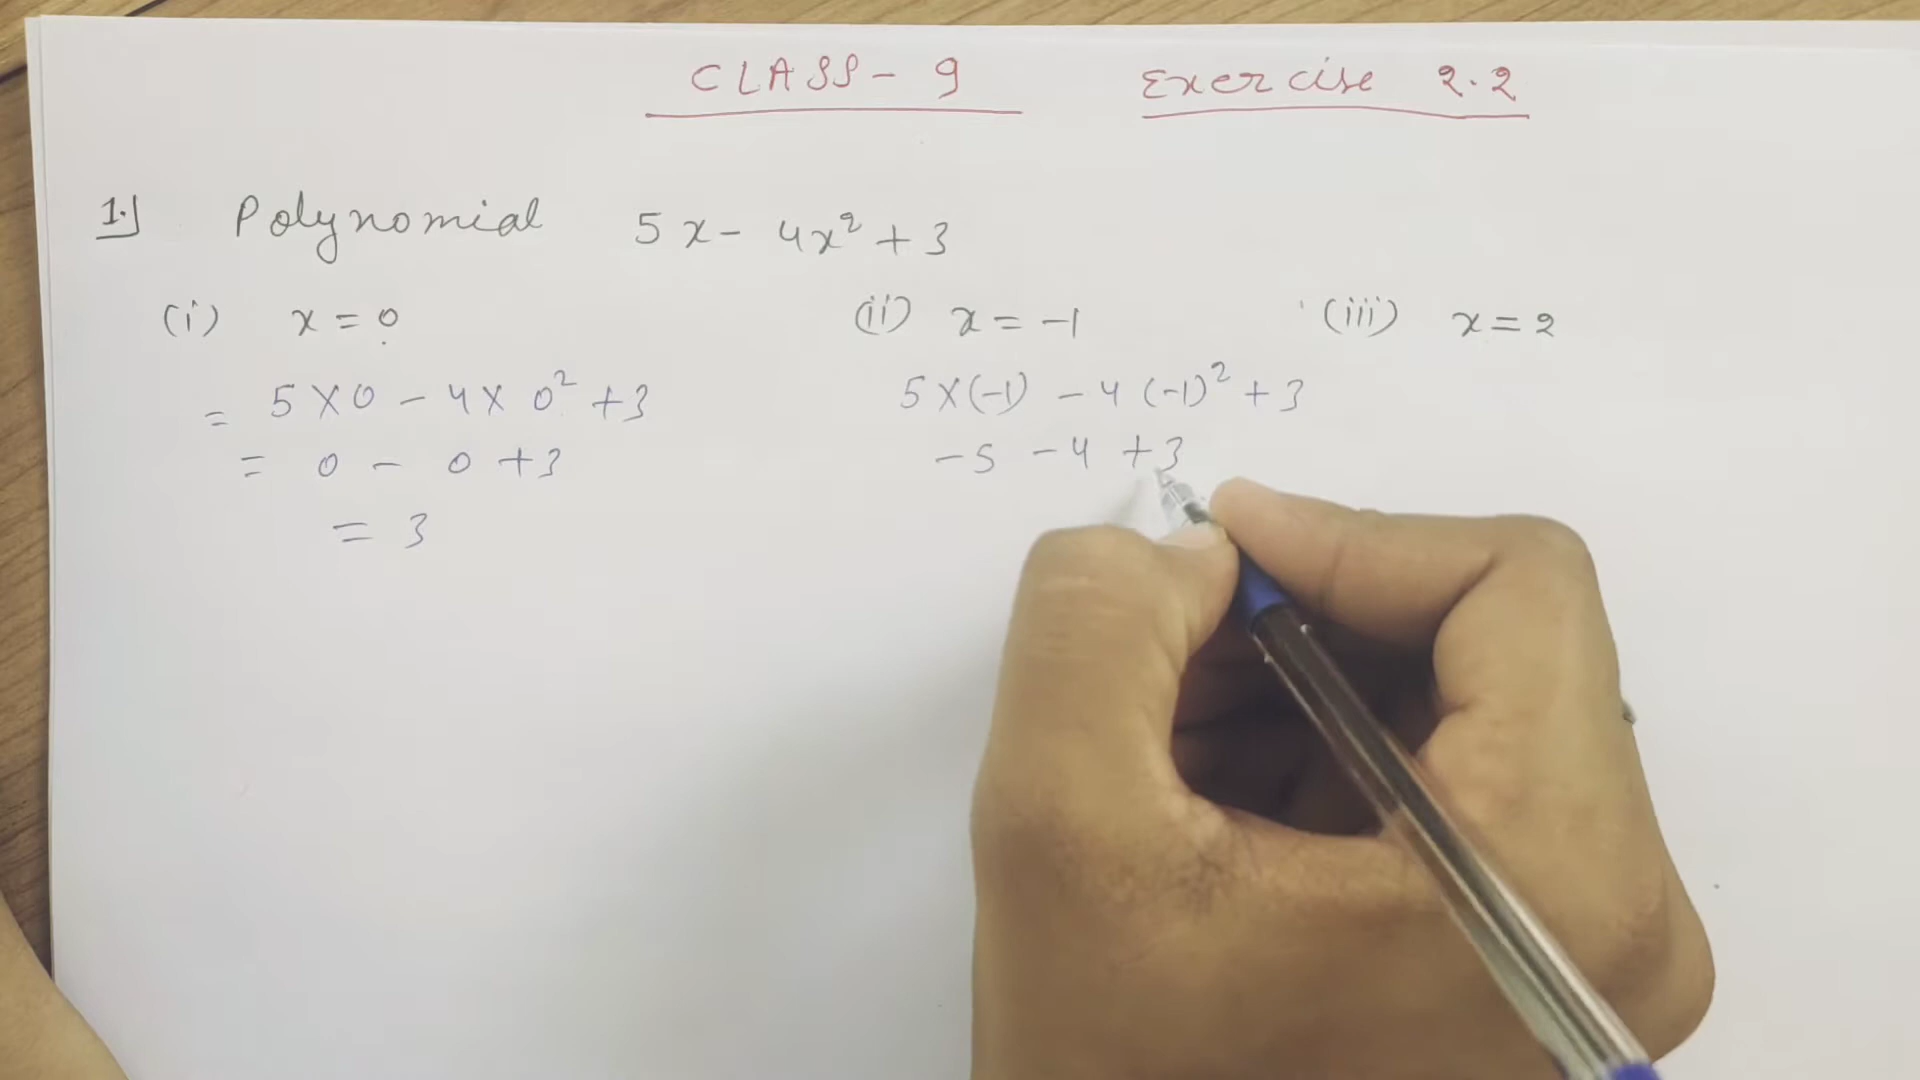 CLASS - 9 Exercise 2.2
1.) Polynomial 5x - 4x² + 3
(i) x = 0 (ii) x = -1 (iii) x = 2
= 5 X 0 - 4 X 0² + 3
= 0 - 0 + 3
= 3
5 X (-1) - 4 (-1)² + 3
-5 - 4 + 3